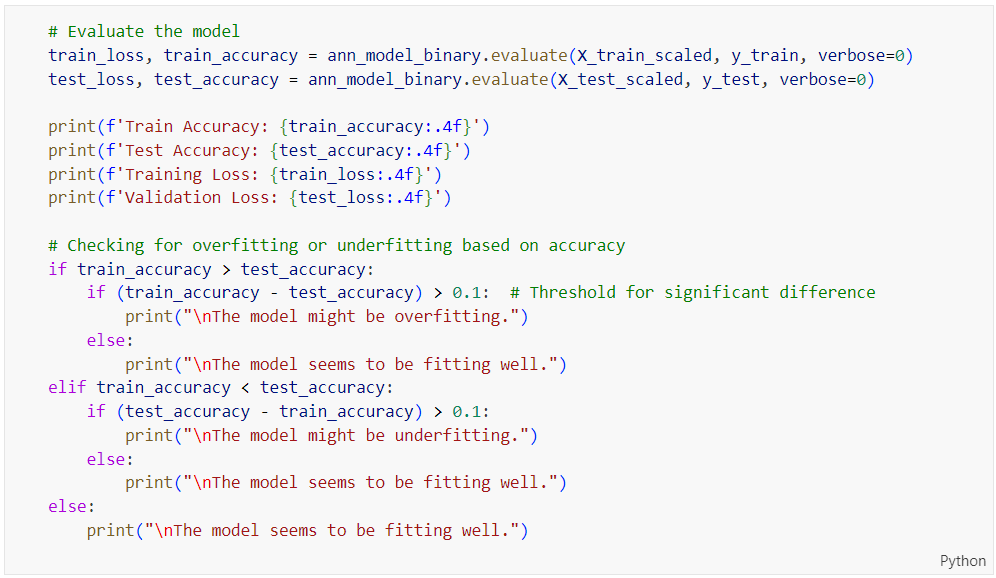 # Evaluate the model
train_loss, train_accuracy = ann_model_binary.evaluate(X_train_scaled, y_train, verbose=0)
test_loss, test_accuracy = ann_model_binary.evaluate(X_test_scaled, y_test, verbose=0)

print(f'Train Accuracy: {train_accuracy:.4f}')
print(f'Test Accuracy: {test_accuracy:.4f}')
print(f'Training Loss: {train_loss:.4f}')
print(f'Validation Loss: {test_loss:.4f}')

# Checking for overfitting or underfitting based on accuracy
if train_accuracy > test_accuracy:
    if (train_accuracy - test_accuracy) > 0.1:  # Threshold for significant difference
        print("\nThe model might be overfitting.")
    else:
        print("\nThe model seems to be fitting well.")
elif train_accuracy < test_accuracy:
    if (test_accuracy - train_accuracy) > 0.1:
        print("\nThe model might be underfitting.")
    else:
        print("\nThe model seems to be fitting well.")
else:
    print("\nThe model seems to be fitting well.")
Python